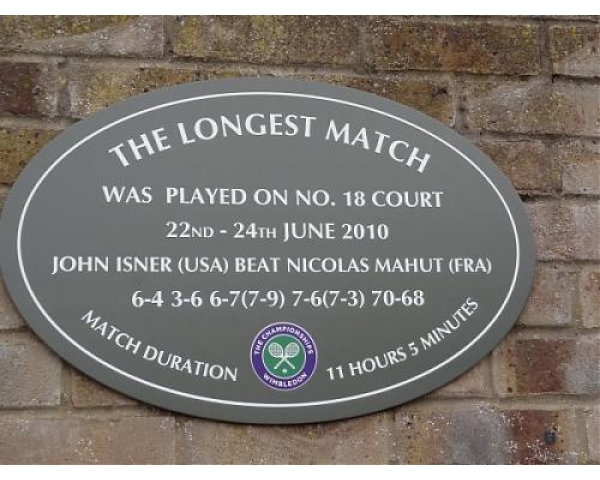 THE LONGEST MATCH
WAS PLAYED ON NO. 18 COURT
22ND - 24TH JUNE 2010
JOHN ISNER (USA) BEAT NICOLAS MAHUT (FRA)
6-4 3-6 6-7(7-9) 7-6(7-3) 70-68
MATCH DURATION 11 HOURS 5 MINUTES
THE CHAMPIONSHIPS
WIMBLEDON